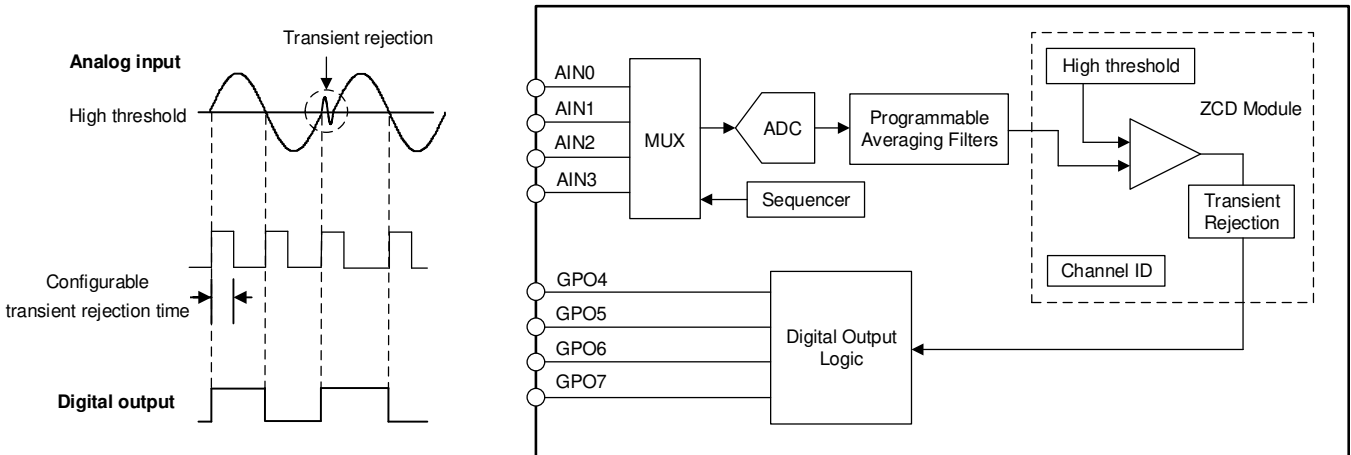 Transient rejection
Analog input
High threshold
Configurable
transient rejection time
Digital output
AIN0
AIN1
AIN2
AIN3
MUX
ADC
Programmable
Averaging Filters
Sequencer
High threshold
ZCD Module
Transient
Rejection
Channel ID
GPO4
GPO5
GPO6
GPO7
Digital Output
Logic